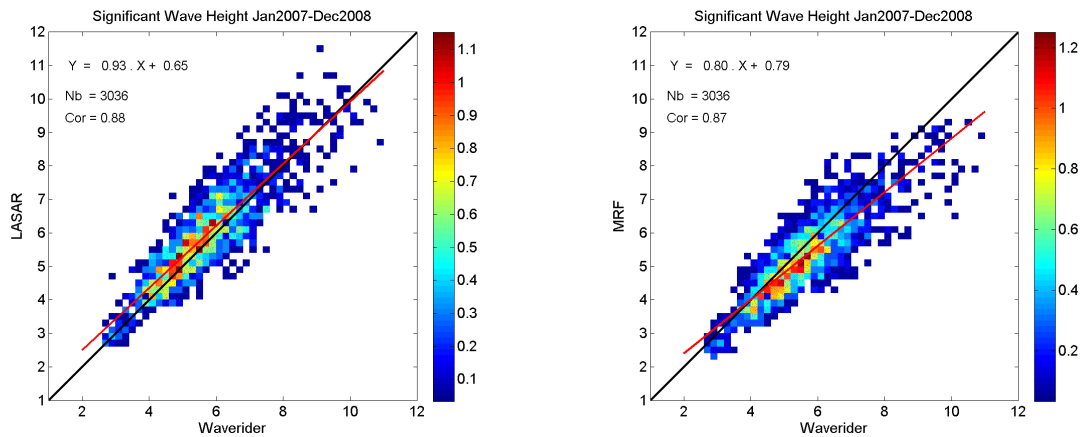 Significant Wave Height Jan2007-Dec2008
Y = 0.93 . X + 0.65
Nb = 3036
Cor = 0.88
12
11
10
9
8
7
6
5
4
3
2
1
LASAR
2 4 6 8 10 12
Waverider
1.1
1
0.9
0.8
0.7
0.6
0.5
0.4
0.3
0.2
0.1
Significant Wave Height Jan2007-Dec2008
Y = 0.80 . X + 0.79
Nb = 3036
Cor = 0.87
12
11
10
9
8
7
6
5
4
3
2
1
MRF
2 4 6 8 10 12
Waverider
1.2
1
0.8
0.6
0.4
0.2